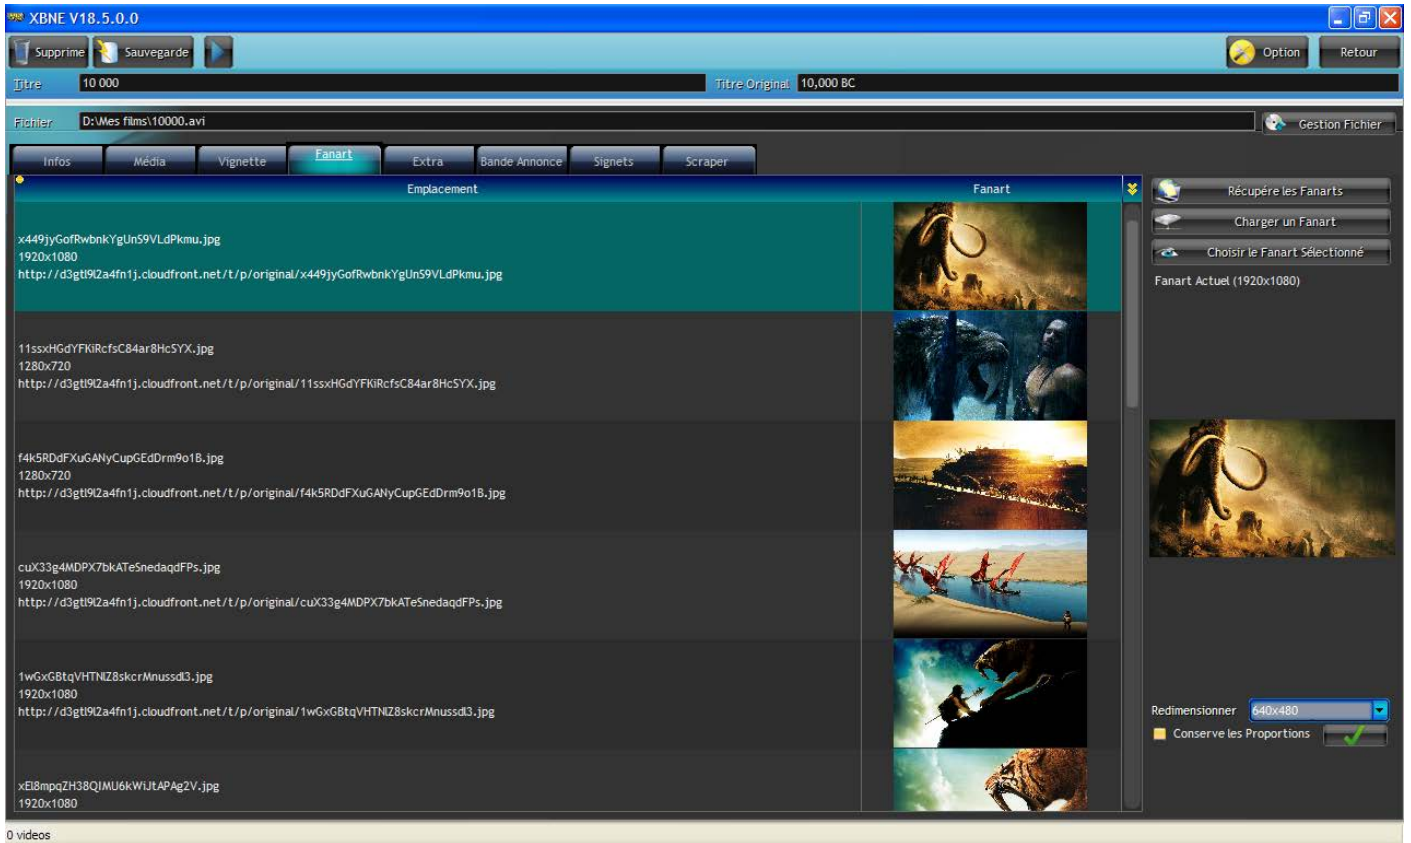 XBNE V18.5.0.0
Supprime Sauvegarde Option Retour
Titre 10 000 Titre Original 10,000 BC
Fichier D:\Mes films\10000.avi Gestion Fichier
Infos Média Vignette Fanart Extra Bande Annonce Signets Scraper
Emplacement Fanart
Récupére les Fanarts
Charger un Fanart
Choisir le Fanart Sélectionné
Fanart Actuel (1920x1080)
x449jyGofRwbnkYgUnS9VLdPkmu.jpg
1920x1080
http://d3gtl9l2a4fn1j.cloudfront.net/t/p/original/x449jyGofRwbnkYgUnS9VLdPkmu.jpg
11ssxHGdYFKiRcfsC84ar8HcSYX.jpg
1280x720
http://d3gtl9l2a4fn1j.cloudfront.net/t/p/original/11ssxHGdYFKiRcfsC84ar8HcSYX.jpg
f4k5RDdFXuGANyCupGEdDrm9o1B.jpg
1280x720
http://d3gtl9l2a4fn1j.cloudfront.net/t/p/original/f4k5RDdFXuGANyCupGEdDrm9o1B.jpg
cuX33g4MDPX7bkATeSnedaqdFPs.jpg
1920x1080
http://d3gtl9l2a4fn1j.cloudfront.net/t/p/original/cuX33g4MDPX7bkATeSnedaqdFPs.jpg
1wGxGBtqVHTNlZ8skcrMnussdl3.jpg
1920x1080
http://d3gtl9l2a4fn1j.cloudfront.net/t/p/original/1wGxGBtqVHTNlZ8skcrMnussdl3.jpg
xEl8mpqZH38QIMU6kWiJtAPAg2V.jpg
1920x1080
Redimensionner 640x480
Conserve les Proportions
0 videos